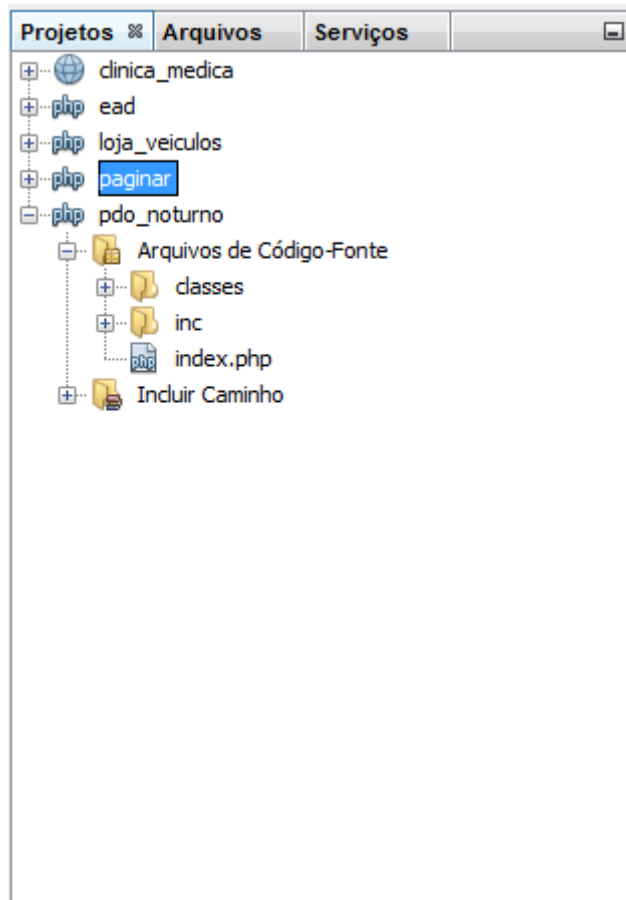 Projetos Arquivos Serviços
clinica_medica
php ead
php loja_veiculos
php paginar
php pdo_noturno
Arquivos de Código-Fonte
classes
inc
php index.php
Incluir Caminho